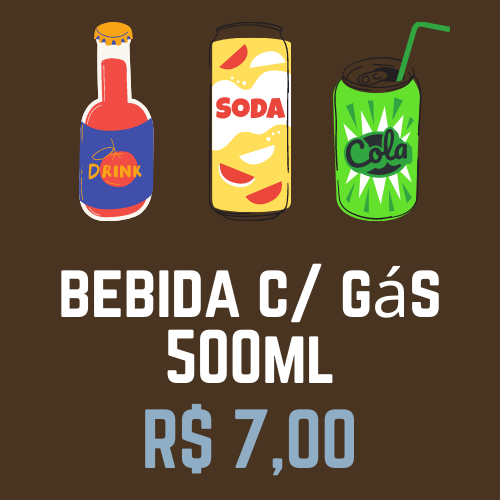 DRINK
SODA
Cola
BEBIDA C/ GáS
500ML
R$ 7,00